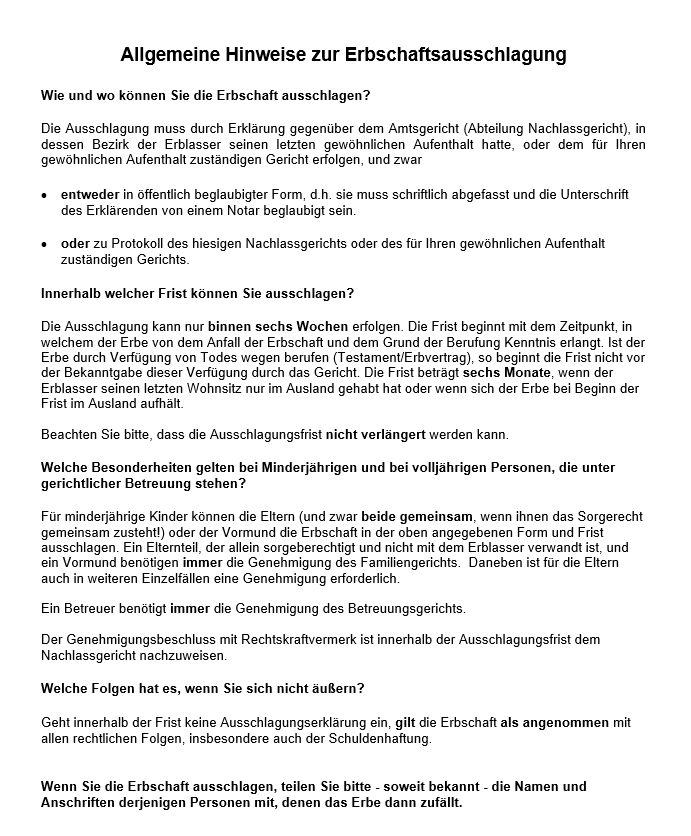 Allgemeine Hinweise zur Erbschaftsausschlagung
Wie und wo können Sie die Erbschaft ausschlagen?
Die Ausschlagung muss durch Erklärung gegenüber dem Amtsgericht (Abteilung Nachlassgericht), in
dessen Bezirk der Erblasser seinen letzten gewöhnlichen Aufenthalt hatte, oder dem für Ihren
gewöhnlichen Aufenthalt zuständigen Gericht erfolgen, und zwar
• entweder in öffentlich beglaubigter Form, d.h. sie muss schriftlich abgefasst und die Unterschrift
des Erklärenden von einem Notar beglaubigt sein.
• oder zu Protokoll des hiesigen Nachlassgerichts oder des für Ihren gewöhnlichen Aufenthalt
zuständigen Gerichts.
Innerhalb welcher Frist können Sie ausschlagen?
Die Ausschlagung kann nur binnen sechs Wochen erfolgen. Die Frist beginnt mit dem Zeitpunkt, in
welchem der Erbe von dem Anfall der Erbschaft und dem Grund der Berufung Kenntnis erlangt. Ist der
Erbe durch Verfügung von Todes wegen berufen (Testament/Erbvertrag), so beginnt die Frist nicht vor
der Bekanntgabe dieser Verfügung durch das Gericht. Die Frist beträgt sechs Monate, wenn der
Erblasser seinen letzten Wohnsitz nur im Ausland gehabt hat oder wenn sich der Erbe bei Beginn der
Frist im Ausland aufhält.
Beachten Sie bitte, dass die Ausschlagungsfrist nicht verlängert werden kann.
Welche Besonderheiten gelten bei Minderjährigen und bei volljährigen Personen, die unter
gerichtlicher Betreuung stehen?
Für minderjährige Kinder können die Eltern (und zwar beide gemeinsam, wenn ihnen das Sorgerecht
gemeinsam zusteht!) oder der Vormund die Erbschaft in der oben angegebenen Form und Frist
ausschlagen. Ein Elternteil, der allein sorgeberechtigt und nicht mit dem Erblasser verwandt ist, und
ein Vormund benötigen immer die Genehmigung des Familiengerichts. Daneben ist für die Eltern
auch in weiteren Einzelfällen eine Genehmigung erforderlich.
Ein Betreuer benötigt immer die Genehmigung des Betreuungsgerichts.
Der Genehmigungsbeschluss mit Rechtskraftvermerk ist innerhalb der Ausschlagungsfrist dem
Nachlassgericht nachzuweisen.
Welche Folgen hat es, wenn Sie sich nicht äußern?
Geht innerhalb der Frist keine Ausschlagungserklärung ein, gilt die Erbschaft als angenommen mit
allen rechtlichen Folgen, insbesondere auch der Schuldenhaftung.
Wenn Sie die Erbschaft ausschlagen, teilen Sie bitte - soweit bekannt - die Namen und
Anschriften derjenigen Personen mit, denen das Erbe dann zufällt.